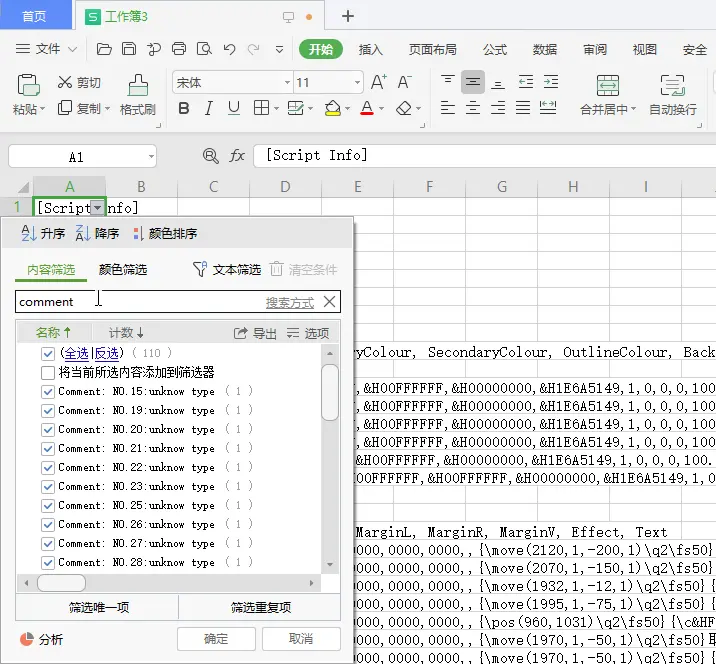 首页 工作簿3
文件 开始 插入 页面布局 公式 数据 审阅 视图 安全
粘贴 剪切 复制 格式刷 宋体 11 A+ A- B I U A 合并居中 自动换行
A1 fx [Script Info]
A B C D E F G H I
1 [Script nfo]
升序 降序 颜色排序
内容筛选 颜色筛选 文本筛选 清空条件
comment 搜索方式
名称 计数 导出 选项
(全选|反选) ( 110 )
将当前所选内容添加到筛选器
Comment: NO.15:unknow type ( 1 )
Comment: NO.19:unknow type ( 1 )
Comment: NO.20:unknow type ( 1 )
Comment: NO.21:unknow type ( 1 )
Comment: NO.22:unknow type ( 1 )
Comment: NO.23:unknow type ( 1 )
Comment: NO.25:unknow type ( 1 )
Comment: NO.26:unknow type ( 1 )
Comment: NO.27:unknow type ( 1 )
Comment: NO.28:unknow type ( 1 )
筛选唯一项 筛选重复项
分析 确定 取消
ryColour, SecondaryColour, OutlineColour, Back
,&H00FFFFFF,&H00000000,&H1E6A5149,1,0,0,0,100
,&H00FFFFFF,&H00000000,&H1E6A5149,1,0,0,0,100
,&H00FFFFFF,&H00000000,&H1E6A5149,1,0,0,0,100
,&H00FFFFFF,&H00000000,&H1E6A5149,1,0,0,0,100
&H00FFFFFF,&H00000000,&H1E6A5149,1,0,0,0,100.
H00FFFFFF,&H00000000,&H1E6A5149,1,0,0,0,10
MarginL, MarginR, MarginV, Effect, Text
0000,0000,0000,,{\move(2120,1,-200,1)\q2\fs50}{
0000,0000,0000,,{\move(2070,1,-150,1)\q2\fs50}{
0000,0000,0000,,{\move(1932,1,-12,1)\q2\fs50}{
0000,0000,0000,,{\move(1995,1,-75,1)\q2\fs50}{
0000,0000,0000,,{\pos(960,1031)\q2\fs50}{\c&HF
0000,0000,0000,,{\move(1970,1,-50,1)\q2\fs50}
0000,0000,0000,,{\move(1970,1,-50,1)\q2\fs50}{